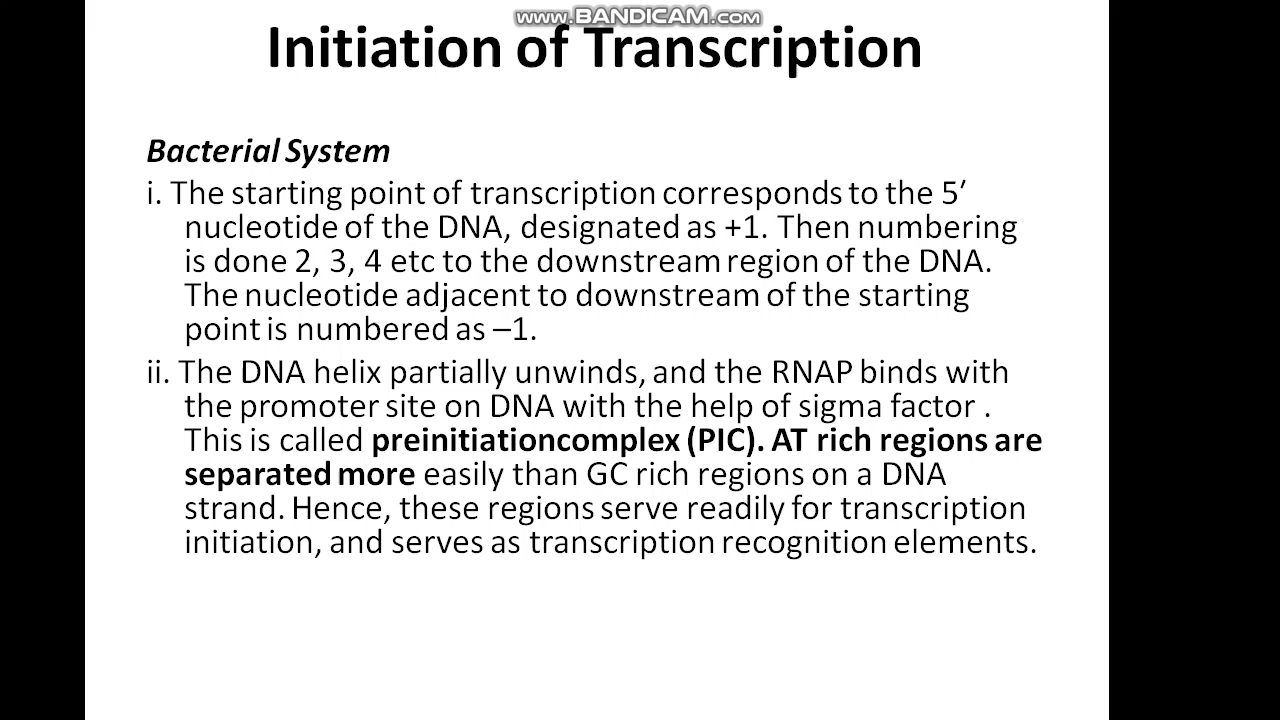 www.BANDICAM.com
Initiation of Transcription
Bacterial System
i. The starting point of transcription corresponds to the 5′
nucleotide of the DNA, designated as +1. Then numbering
is done 2, 3, 4 etc to the downstream region of the DNA.
The nucleotide adjacent to downstream of the starting
point is numbered as –1.
ii. The DNA helix partially unwinds, and the RNAP binds with
the promoter site on DNA with the help of sigma factor .
This is called preinitiationcomplex (PIC). AT rich regions are
separated more easily than GC rich regions on a DNA
strand. Hence, these regions serve readily for transcription
initiation, and serves as transcription recognition elements.